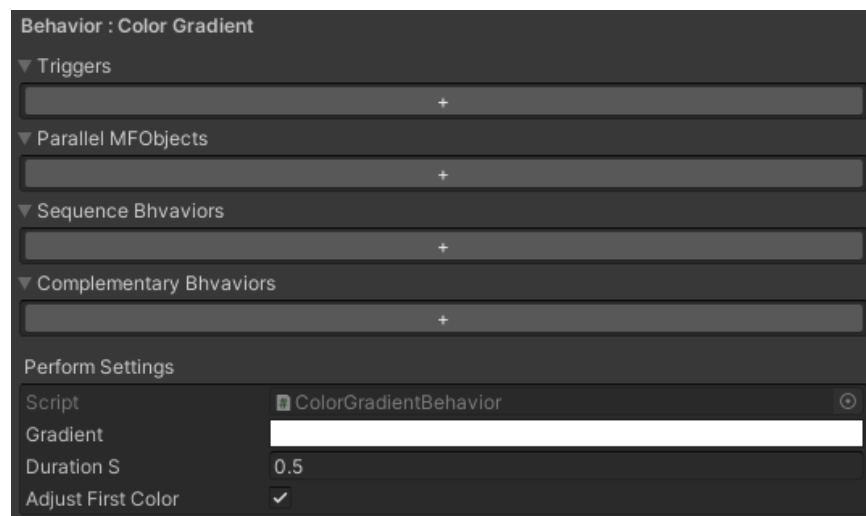 Behavior : Color Gradient
Triggers
+
Parallel MFObjects
+
Sequence Bhvaviors
+
Complementary Bhvaviors
+
Perform Settings
Script ColorGradientBehavior
Gradient
Duration S 0.5
Adjust First Color